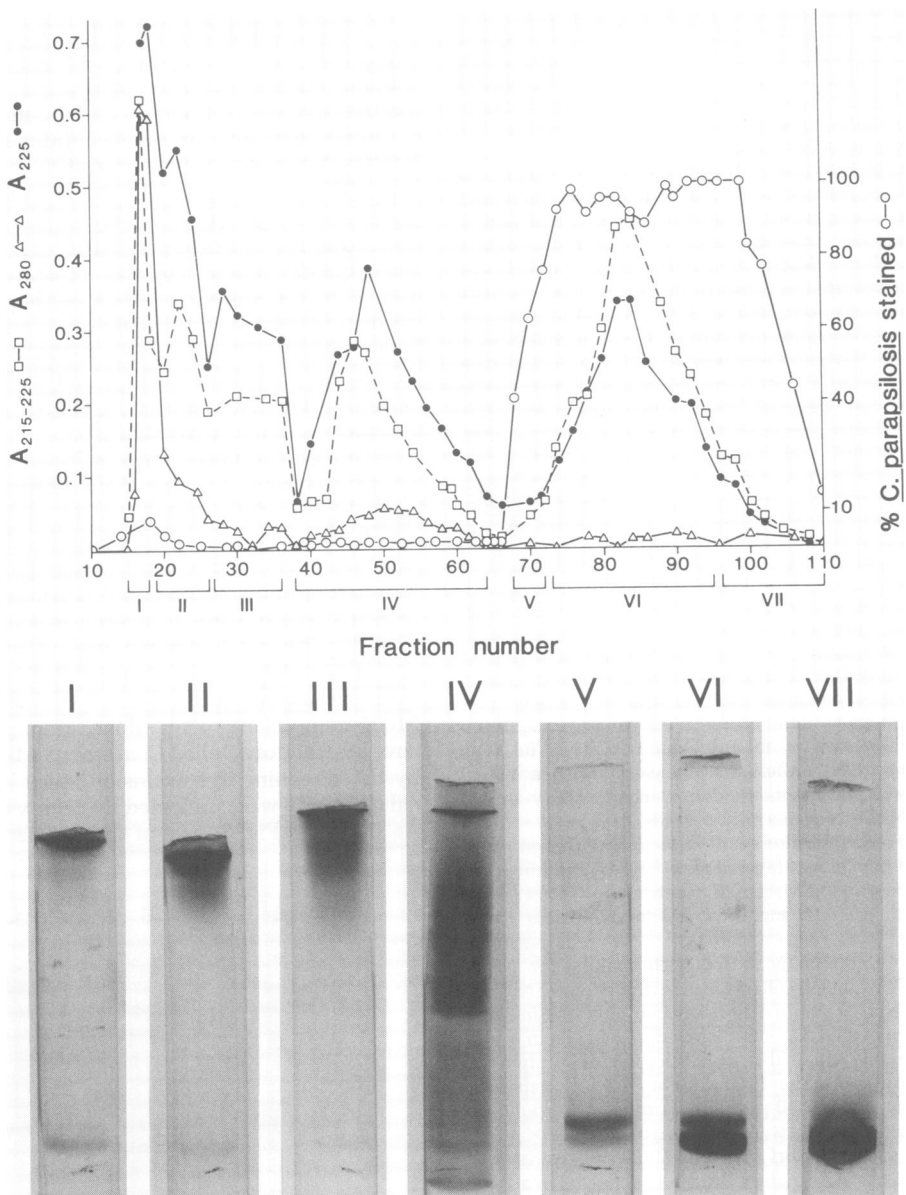 0.7
0.6
0.5
0.4
0.3
0.2
0.1
A215-225 □--□ A280 △—△ A225 ●—●
100
80
60
40
10
% C. parapsilosis stained ○—○
10 20 30 40 50 60 70 80 90 100 110
I II III IV V VI VII
Fraction number
I II III IV V VI VII